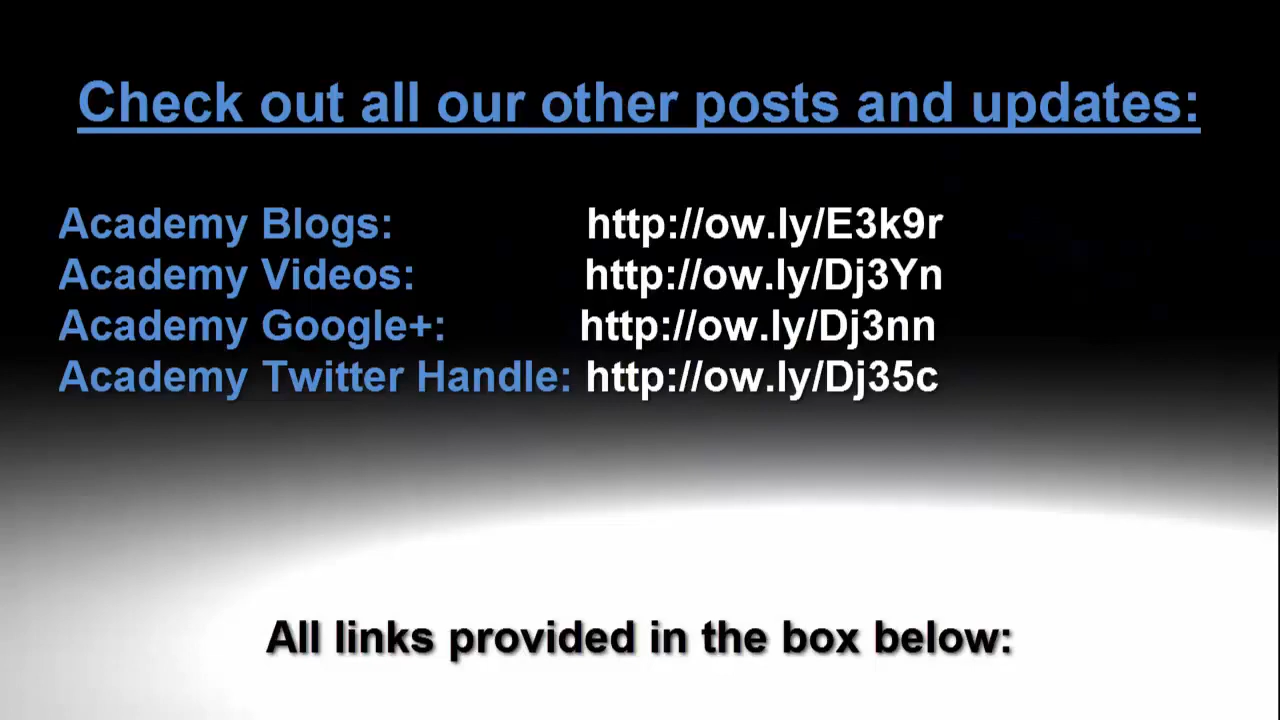 Check out all our other posts and updates:
Academy Blogs: http://ow.ly/E3k9r
Academy Videos: http://ow.ly/Dj3Yn
Academy Google+: http://ow.ly/Dj3nn
Academy Twitter Handle: http://ow.ly/Dj35c
All links provided in the box below: